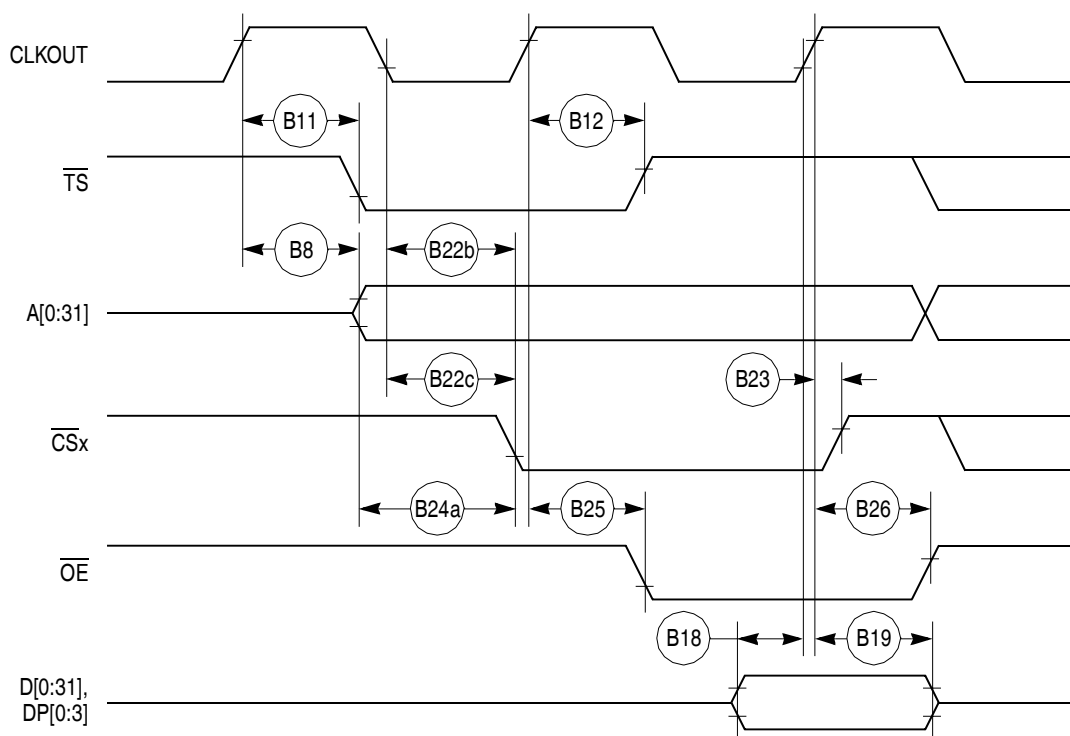 CLKOUT
B11
B12
TS
B8
B22b
A[0:31]
B22c
B23
CSx
B24a
B25
B26
OE
B18
B19
D[0:31],
DP[0:3]